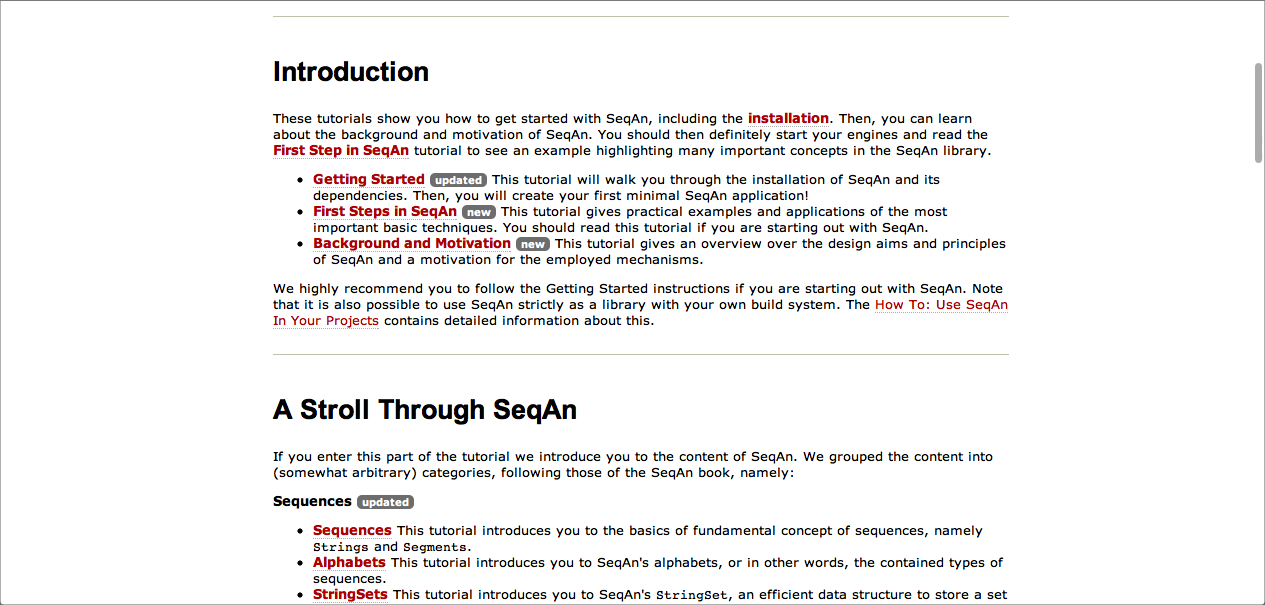 Introduction
These tutorials show you how to get started with SeqAn, including the installation. Then, you can learn
about the background and motivation of SeqAn. You should then definitely start your engines and read the
First Step in SeqAn tutorial to see an example highlighting many important concepts in the SeqAn library.
• Getting Started updated This tutorial will walk you through the installation of SeqAn and its
dependencies. Then, you will create your first minimal SeqAn application!
• First Steps in SeqAn new This tutorial gives practical examples and applications of the most
important basic techniques. You should read this tutorial if you are starting out with SeqAn.
• Background and Motivation new This tutorial gives an overview over the design aims and principles
of SeqAn and a motivation for the employed mechanisms.
We highly recommend you to follow the Getting Started instructions if you are starting out with SeqAn. Note
that it is also possible to use SeqAn strictly as a library with your own build system. The How To: Use SeqAn
In Your Projects contains detailed information about this.
A Stroll Through SeqAn
If you enter this part of the tutorial we introduce you to the content of SeqAn. We grouped the content into
(somewhat arbitrary) categories, following those of the SeqAn book, namely:
Sequences updated
• Sequences This tutorial introduces you to the basics of fundamental concept of sequences, namely
Strings and Segments.
• Alphabets This tutorial introduces you to SeqAn's alphabets, or in other words, the contained types of
sequences.
• StringSets This tutorial introduces you to SeqAn's StringSet, an efficient data structure to store a set